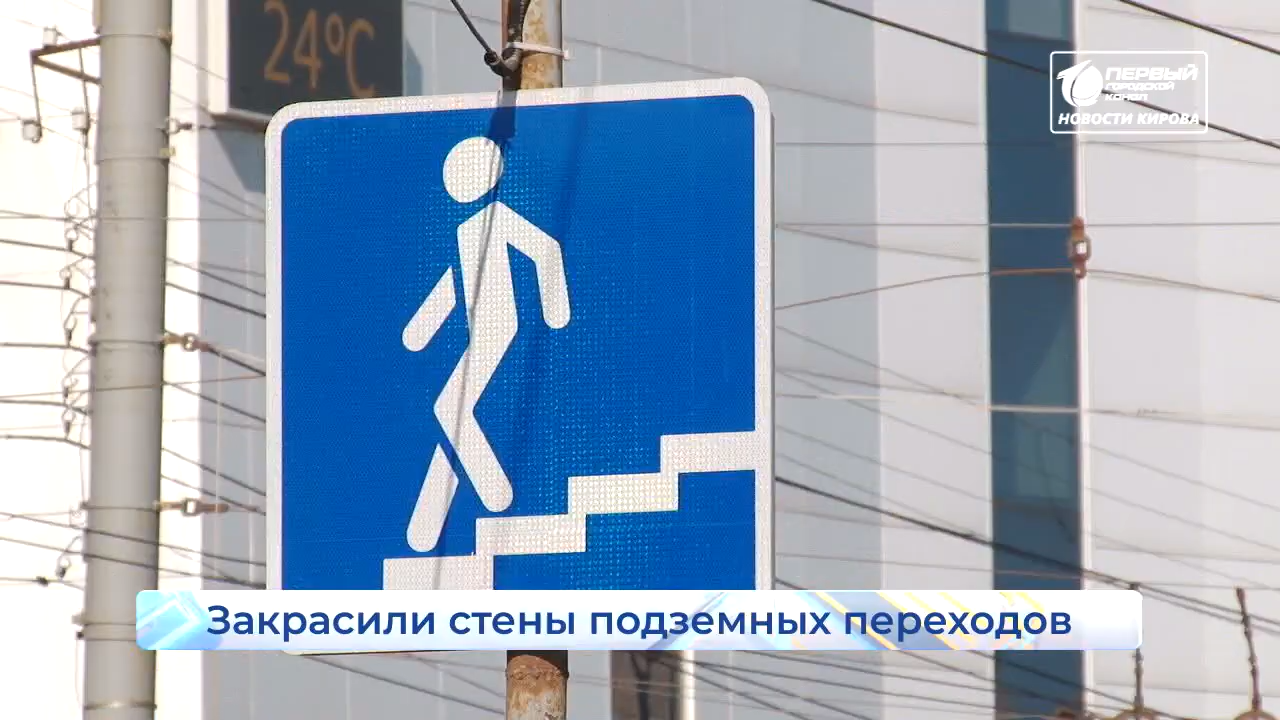 24°C
ПЕРВЫЙ
ГОРОДСКОЙ
КАНАЛ
НОВОСТИ КИРОВА
Закрасили стены подземных переходов